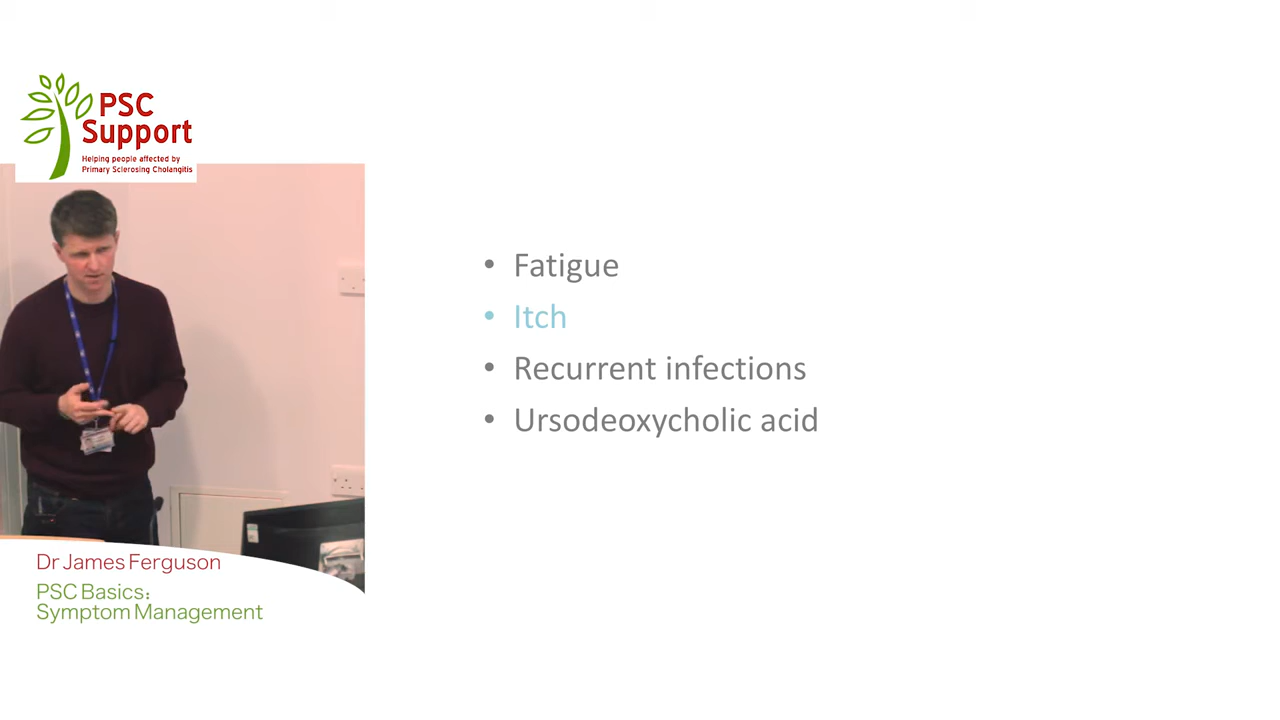 PSC
Support
Helping people affected by
Primary Sclerosing Cholangitis
• Fatigue
• Itch
• Recurrent infections
• Ursodeoxycholic acid
Dr James Ferguson
PSC Basics:
Symptom Management